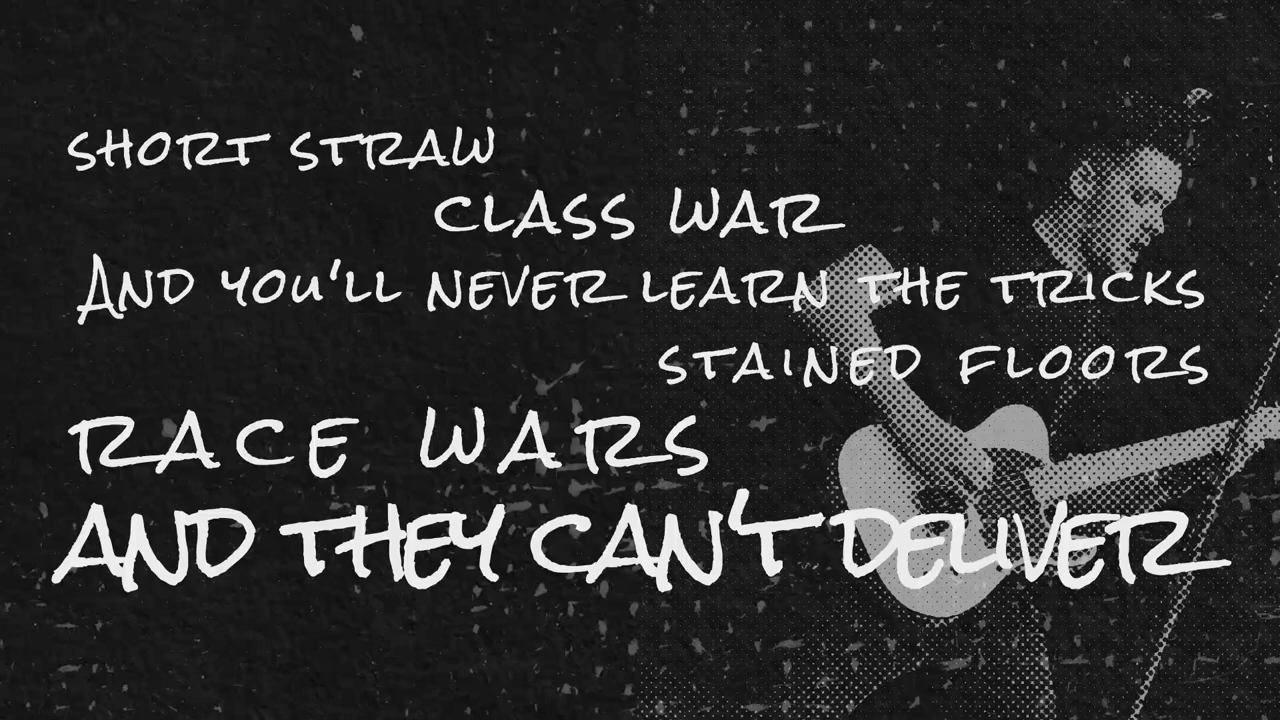 SHORT STRAW
CLASS WAR
AND YOU'LL NEVER LEARN THE TRICKS
STAINED FLOORS
RACE WARS
AND THEY CAN'T DELIVER